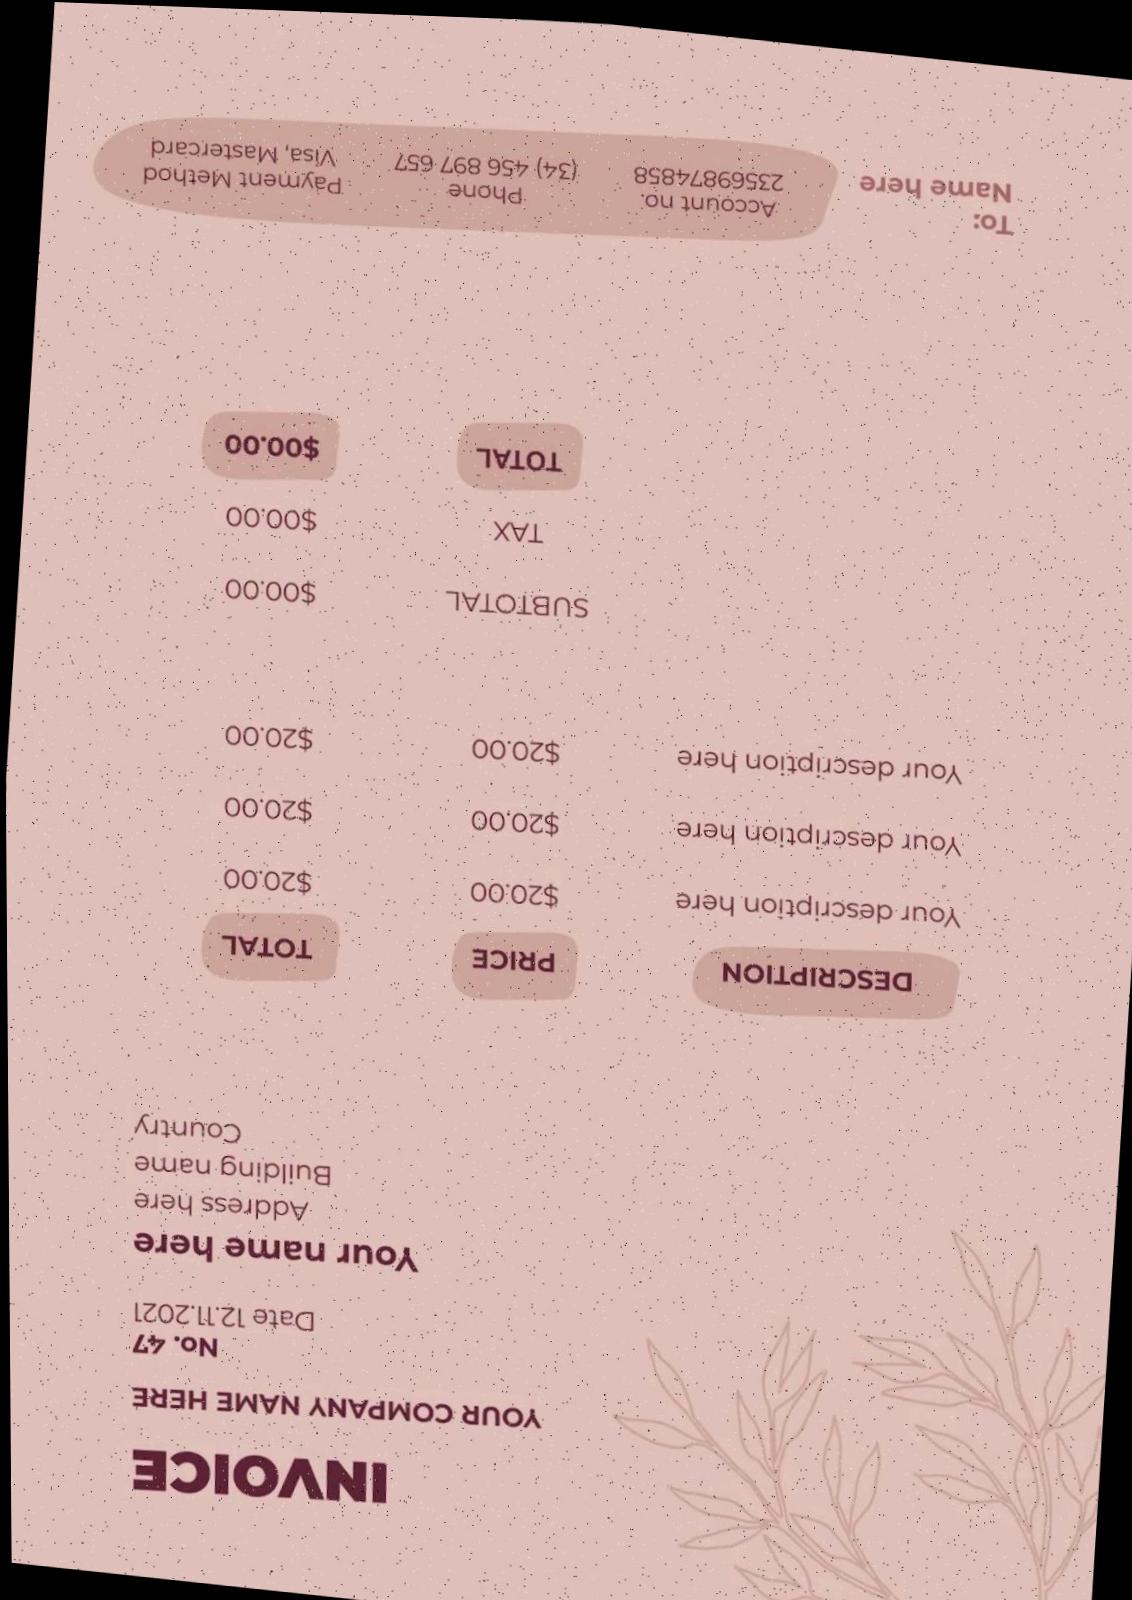 INVOICE
YOUR COMPANY NAME HERE
No. 47
Date 12.11.2021
Your name here
Address here
Building name
Country
DESCRIPTION PRICE TOTAL
Your description here $20.00 $20.00
Your description here $20.00 $20.00
Your description here $20.00 $20.00
SUBTOTAL $00.00
TAX $00.00
TOTAL $00.00
To:
Name here
Account no.
23569874858
Phone
(34) 456 897 657
Payment Method
Visa, Mastercard